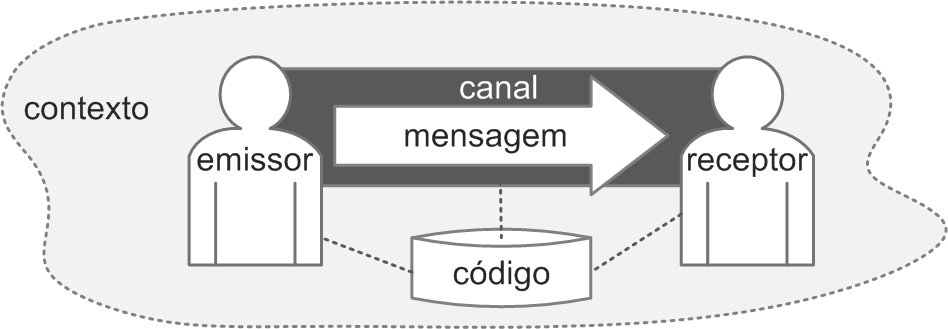 canal
contexto
mensagem
emissor
receptor
código